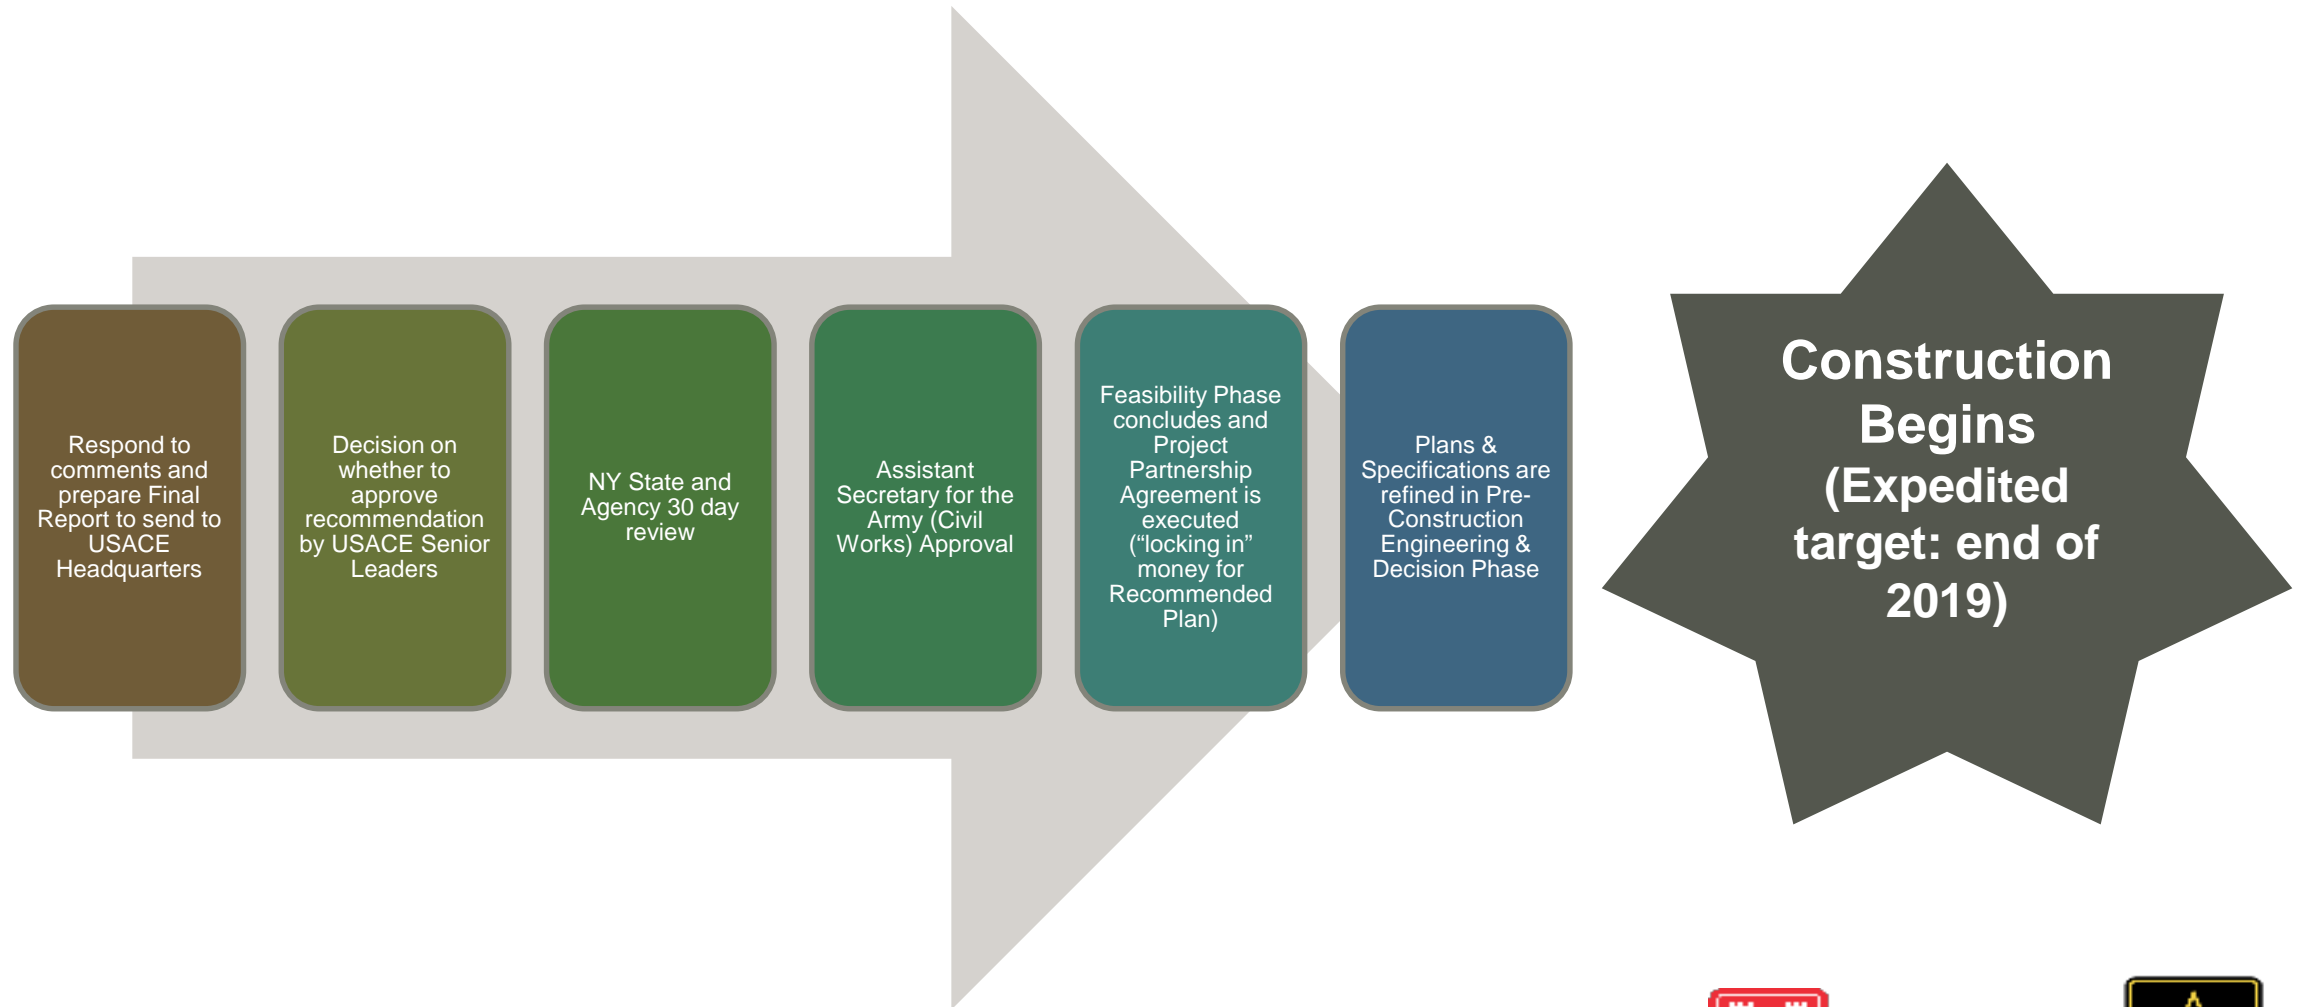 Respond to
comments and
prepare Final
Report to send to
USACE
Headquarters
Decision on
whether to
approve
recommendation
by USACE Senior
Leaders
NY State and
Agency 30 day
review
Assistant
Secretary for the
Army (Civil
Works) Approval
Feasibility Phase
concludes and
Project
Partnership
Agreement is
executed
(“locking in”
money for
Recommended
Plan)
Plans &
Specifications are
refined in Pre-
Construction
Engineering &
Decision Phase
Construction
Begins
(Expedited
target: end of
2019)